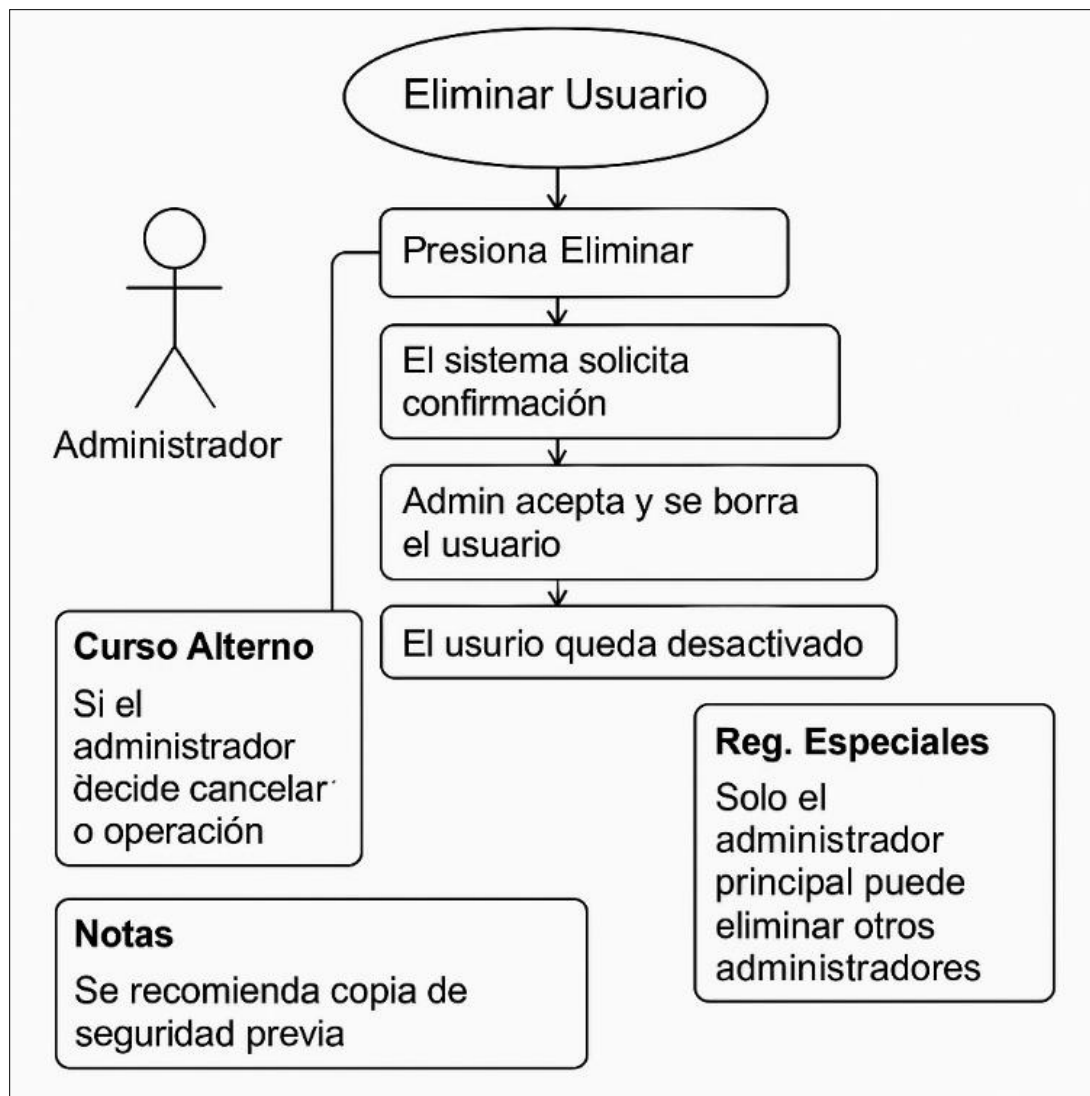 Eliminar Usuario
Presiona Eliminar
El sistema solicita
confirmación
Administrador
Admin acepta y se borra
el usuario
El usurio queda desactivado
Curso Alterno
Si el
administrador
decide cancelar
o operación
Reg. Especiales
Solo el
administrador
principal puede
eliminar otros
administradores
Notas
Se recomienda copia de
seguridad previa